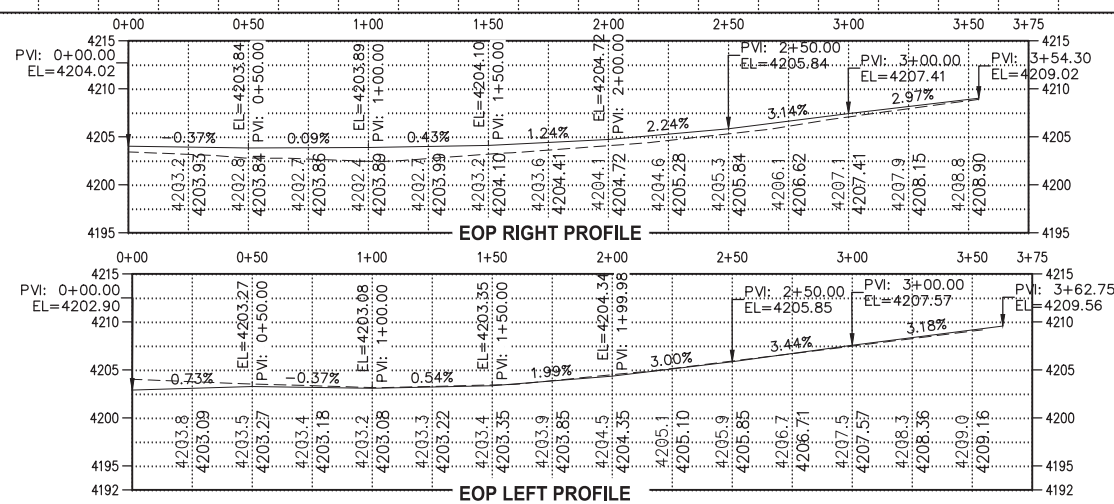 0+00 0+50 1+00 1+50 2+00 2+50 3+00 3+50 3+75
4215 4215
PVI: 0+00.00
EL=4204.02
EL=4203.84
PVI: 0+50.00
EL=4203.89
PVI: 1+00.00
EL=4204.10
PVI: 1+50.00
EL=4204.72
PVI: 2+00.00
PVI: 2+50.00
EL=4205.84
PVI: 3+00.00
EL=4207.41
PVI: 3+54.30
EL=4209.02
4210 4210
-0.37% 0.09% 0.43% 1.24% 2.24% 3.14% 2.97%
4205 4205
4203.2 4203.93
4202.8 4203.84
4202.7 4203.86
4202.4 4203.89
4202.7 4203.99
4203.2 4204.10
4203.6 4204.41
4204.1 4204.72
4204.6 4205.28
4205.3 4205.84
4206.1 4206.62
4207.1 4207.41
4207.9 4208.15
4208.8 4208.90
4200 4200
4195 4195
EOP RIGHT PROFILE
0+00 0+50 1+00 1+50 2+00 2+50 3+00 3+50 3+75
4215 4215
PVI: 0+00.00
EL=4202.90
EL=4203.27
PVI: 0+50.00
EL=4203.08
PVI: 1+00.00
EL=4203.35
PVI: 1+50.00
EL=4204.34
PVI: 1+99.98
PVI: 2+50.00
EL=4205.85
PVI: 3+00.00
EL=4207.57
PVI: 3+62.75
EL=4209.56
4210 4210
0.73% -0.37% 0.54% 1.99% 3.00% 3.44% 3.18%
4205 4205
4203.8 4203.09
4203.5 4203.27
4203.4 4203.18
4203.2 4203.08
4203.3 4203.22
4203.4 4203.35
4203.9 4203.85
4204.5 4204.35
4205.1 4205.10
4205.9 4205.85
4206.7 4206.71
4207.5 4207.57
4208.3 4208.36
4209.0 4209.16
4200 4200
4195 4195
4192 4192
EOP LEFT PROFILE